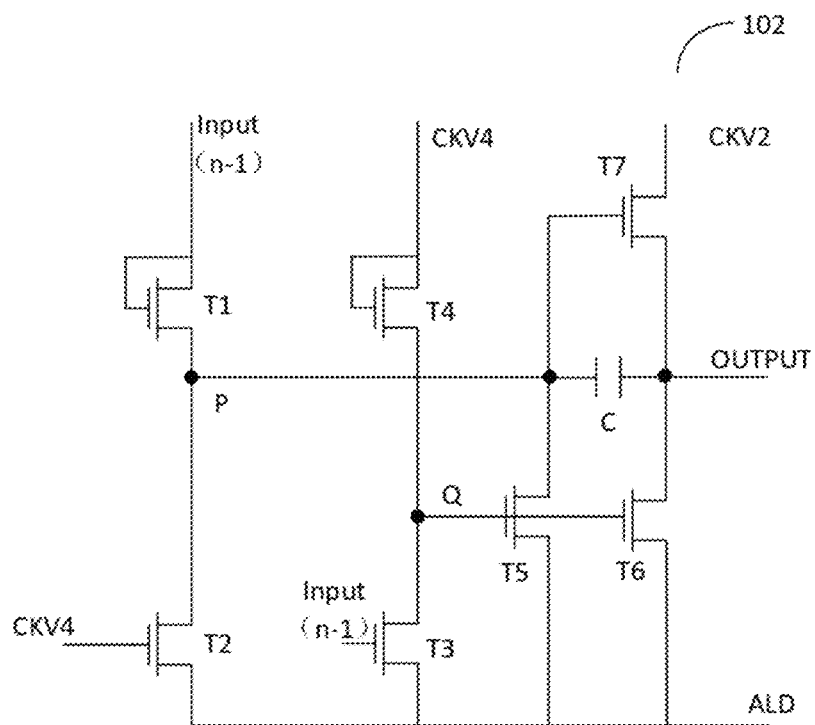 102
Input
（n-1）
CKV4
CKV2
T7
T1
T4
OUTPUT
P
C
Q
T5
T6
Input
（n-1）
CKV4
T2
T3
ALD